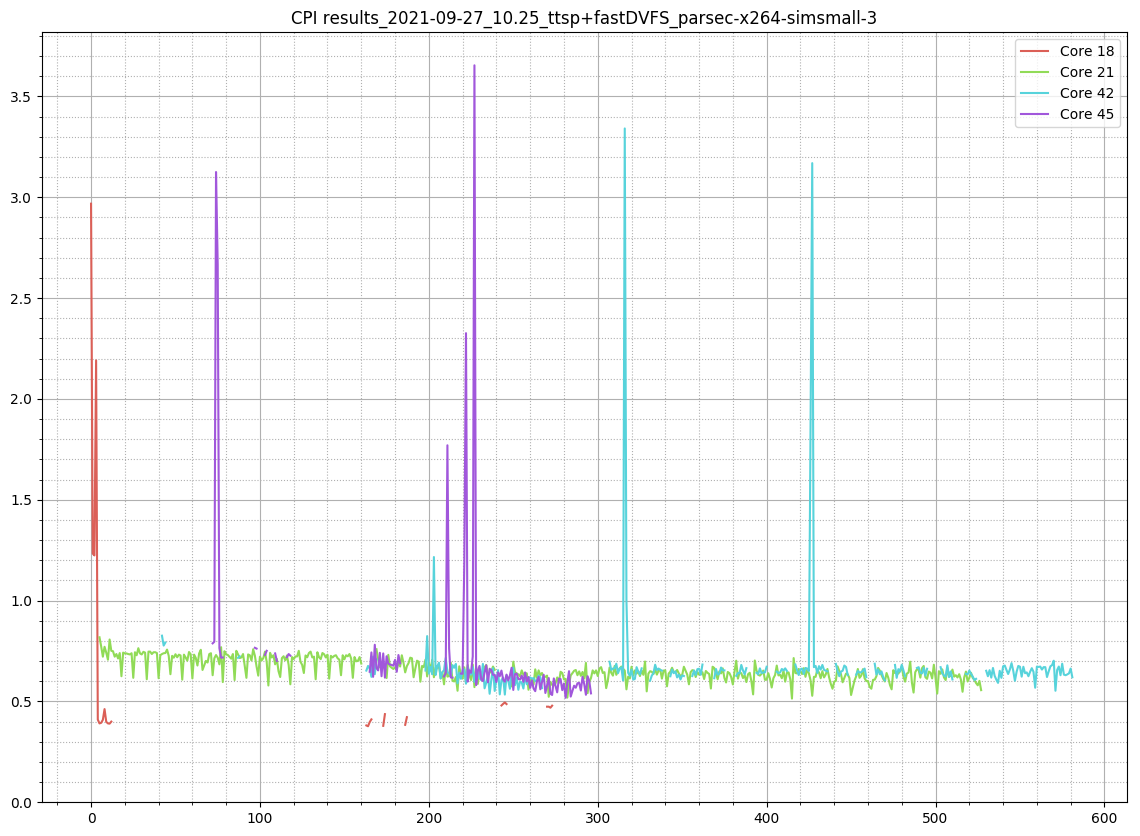 CPI results_2021-09-27_10.25_ttsp+fastDVFS_parsec-x264-simsmall-3
Core 18
Core 21
Core 42
Core 45
3.5
3.0
2.5
2.0
1.5
1.0
0.5
0.0
0 100 200 300 400 500 600